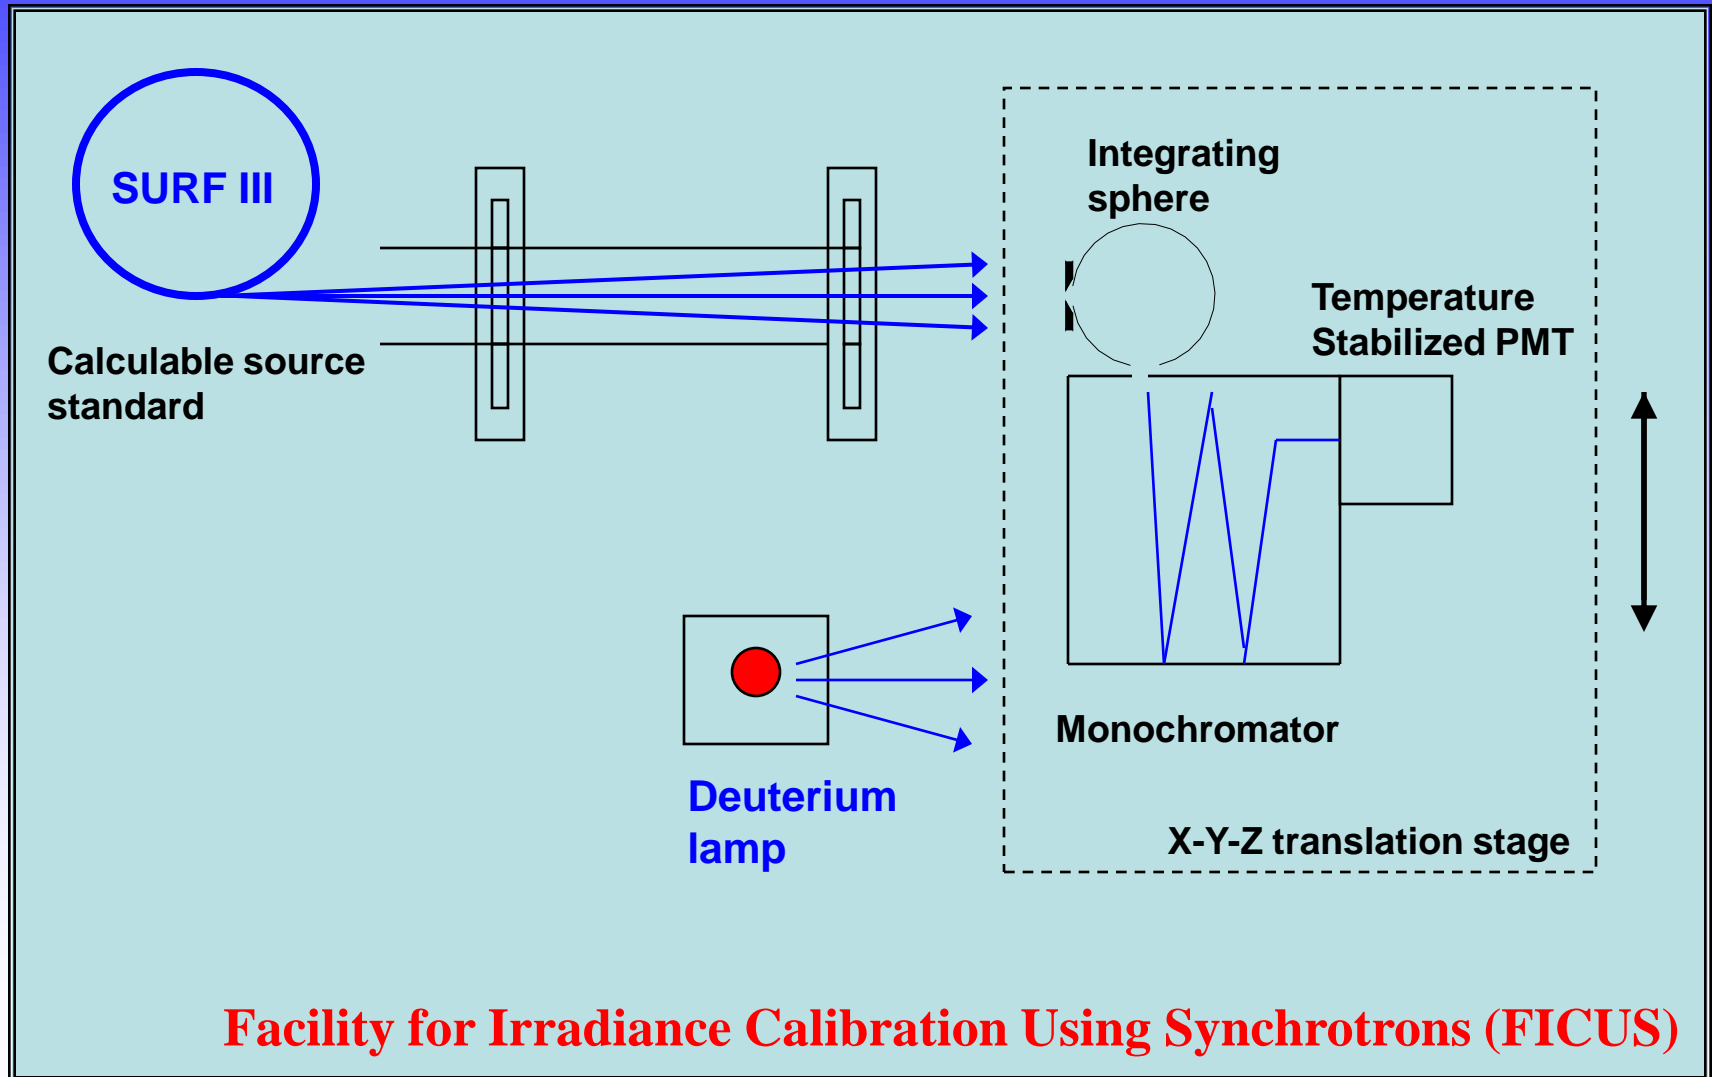 SURF III
Calculable source
standard
Integrating
sphere
Temperature
Stabilized PMT
Monochromator
Deuterium
lamp
X-Y-Z translation stage
Facility for Irradiance Calibration Using Synchrotrons (FICUS)